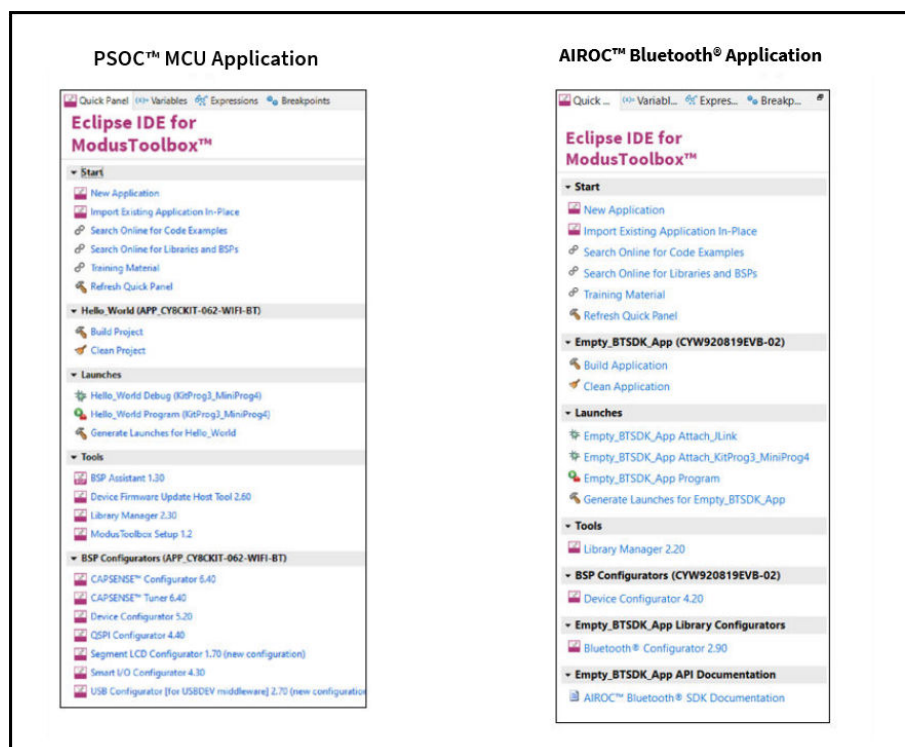 PSOC™ MCU Application
Quick Panel (x)= Variables Expressions Breakpoints
Eclipse IDE for
ModusToolbox™
Start
New Application
Import Existing Application In-Place
Search Online for Code Examples
Search Online for Libraries and BSPs
Training Material
Refresh Quick Panel
Hello_World (APP_CY8CKIT-062-WIFI-BT)
Build Project
Clean Project
Launches
Hello_World Debug (KitProg3_MiniProg4)
Hello_World Program (KitProg3_MiniProg4)
Generate Launches for Hello_World
Tools
BSP Assistant 1.30
Device Firmware Update Host Tool 2.60
Library Manager 2.30
ModusToolbox Setup 1.2
BSP Configurators (APP_CY8CKIT-062-WIFI-BT)
CAPSENSE™ Configurator 6.40
CAPSENSE™ Tuner 6.40
Device Configurator 5.20
QSPI Configurator 4.40
Segment LCD Configurator 1.70 (new configuration)
Smart I/O Configurator 4.30
USB Configurator [for USBDEV middleware] 2.70 (new configuration
AIROC™ Bluetooth® Application
Quick ... (x)= Variabl... Expres... Breakp...
Eclipse IDE for
ModusToolbox™
Start
New Application
Import Existing Application In-Place
Search Online for Code Examples
Search Online for Libraries and BSPs
Training Material
Refresh Quick Panel
Empty_BTSDK_App (CYW920819EVB-02)
Build Application
Clean Application
Launches
Empty_BTSDK_App Attach_JLink
Empty_BTSDK_App Attach_KitProg3_MiniProg4
Empty_BTSDK_App Program
Generate Launches for Empty_BTSDK_App
Tools
Library Manager 2.20
BSP Configurators (CYW920819EVB-02)
Device Configurator 4.20
Empty_BTSDK_App Library Configurators
Bluetooth® Configurator 2.90
Empty_BTSDK_App API Documentation
AIROC™ Bluetooth® SDK Documentation